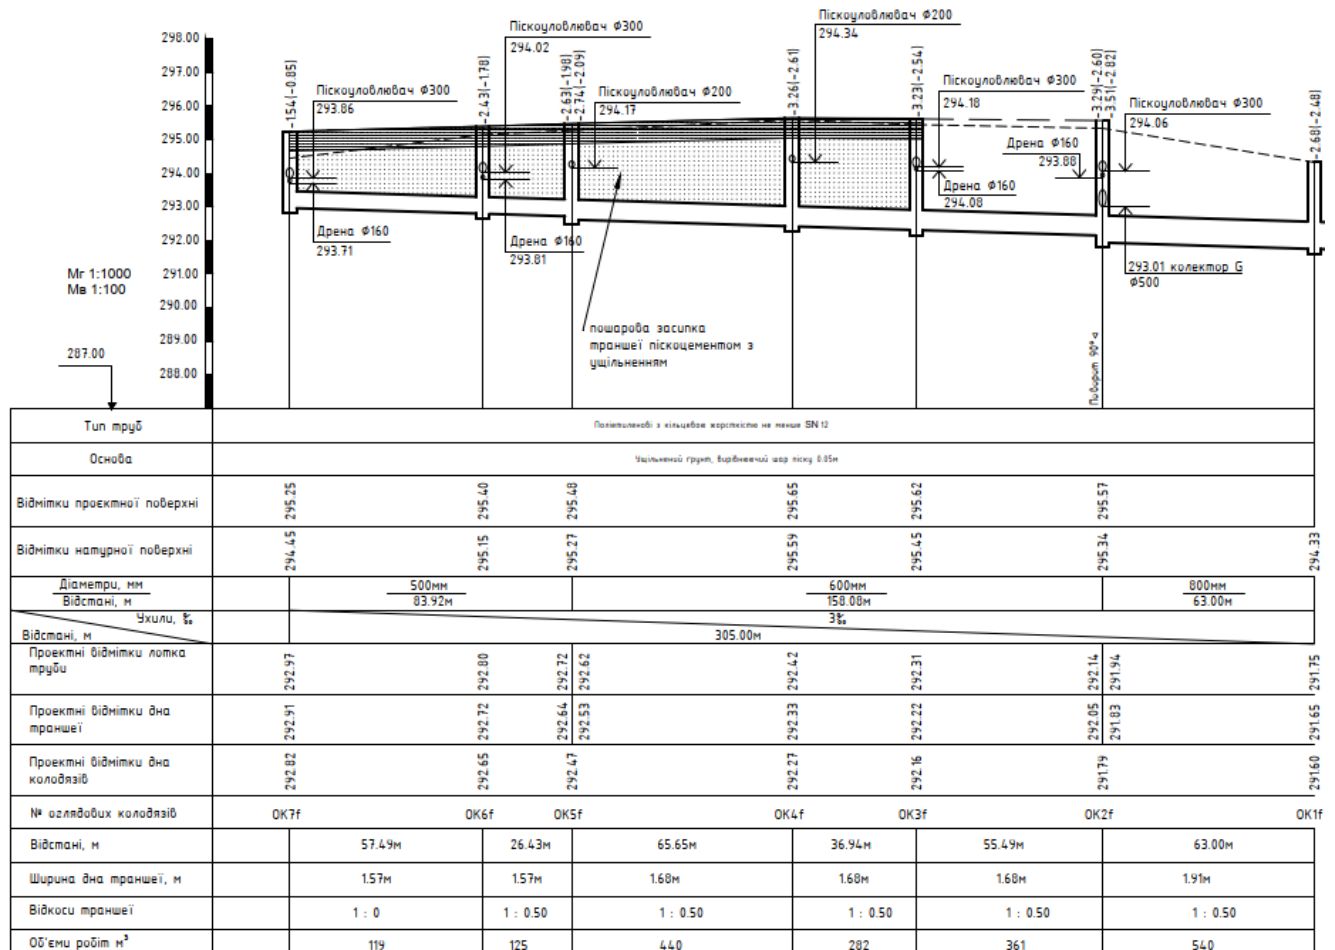 298.00
297.00
296.00
295.00
294.00
293.00
292.00
291.00
290.00
289.00
288.00
Мг 1:1000
Мв 1:100
287.00
-1.54(-0.85)
Піскоуловлювач Ф300
293.86
Дрена Ф160
293.71
-2.43(-1.78)
Піскоуловлювач Ф300
294.02
Дрена Ф160
293.81
-2.63(-1.98)
-2.74(-2.09)
Піскоуловлювач Ф200
294.17
пошарова засипка
траншеї піскоцементом з
ущільненням
-3.26(-2.61)
Піскоуловлювач Ф200
294.34
-3.23(-2.54)
Піскоуловлювач Ф300
294.18
Дрена Ф160
294.08
-3.29(-2.60)
-3.51(-2.82)
Дрена Ф160
293.88
Піскоуловлювач Ф300
294.06
293.01 колектор G
Ф500
Поворот 90°
-2.68(-2.48)
Тип труб
Поліетиленові з кільцевою жорсткістю не менше SN 12
Основа
Ущільнений грунт, вирівнюючий шар піску 0.05м
Відмітки проєктної поверхні
295.25 295.40 295.48 295.65 295.62 295.57
Відмітки натурної поверхні
294.45 295.15 295.27 295.59 295.45 295.34 294.33
Діаметри, мм 500мм 600мм 800мм
Відстані, м 83.92м 158.08м 63.00м
Ухили, ‰ 3‰
Відстані, м 305.00м
Проектні відмітки лотка
труби
292.97 292.80 292.72 292.62 292.42 292.31 292.14 291.94 291.75
Проектні відмітки дна
траншеї
292.91 292.72 292.64 292.53 292.33 292.22 292.05 291.83 291.65
Проектні відмітки дна
колодязів
292.82 292.65 292.47 292.27 292.16 291.79 291.60
№ оглядових колодязів ОК7f ОК6f ОК5f ОК4f ОК3f ОК2f ОК1f
Відстані, м 57.49м 26.43м 65.65м 36.94м 55.49м 63.00м
Ширина дна траншеї, м 1.57м 1.57м 1.68м 1.68м 1.68м 1.91м
Відкоси траншеї 1 : 0 1 : 0.50 1 : 0.50 1 : 0.50 1 : 0.50 1 : 0.50
Об'єми робіт м³ 119 125 440 282 361 540